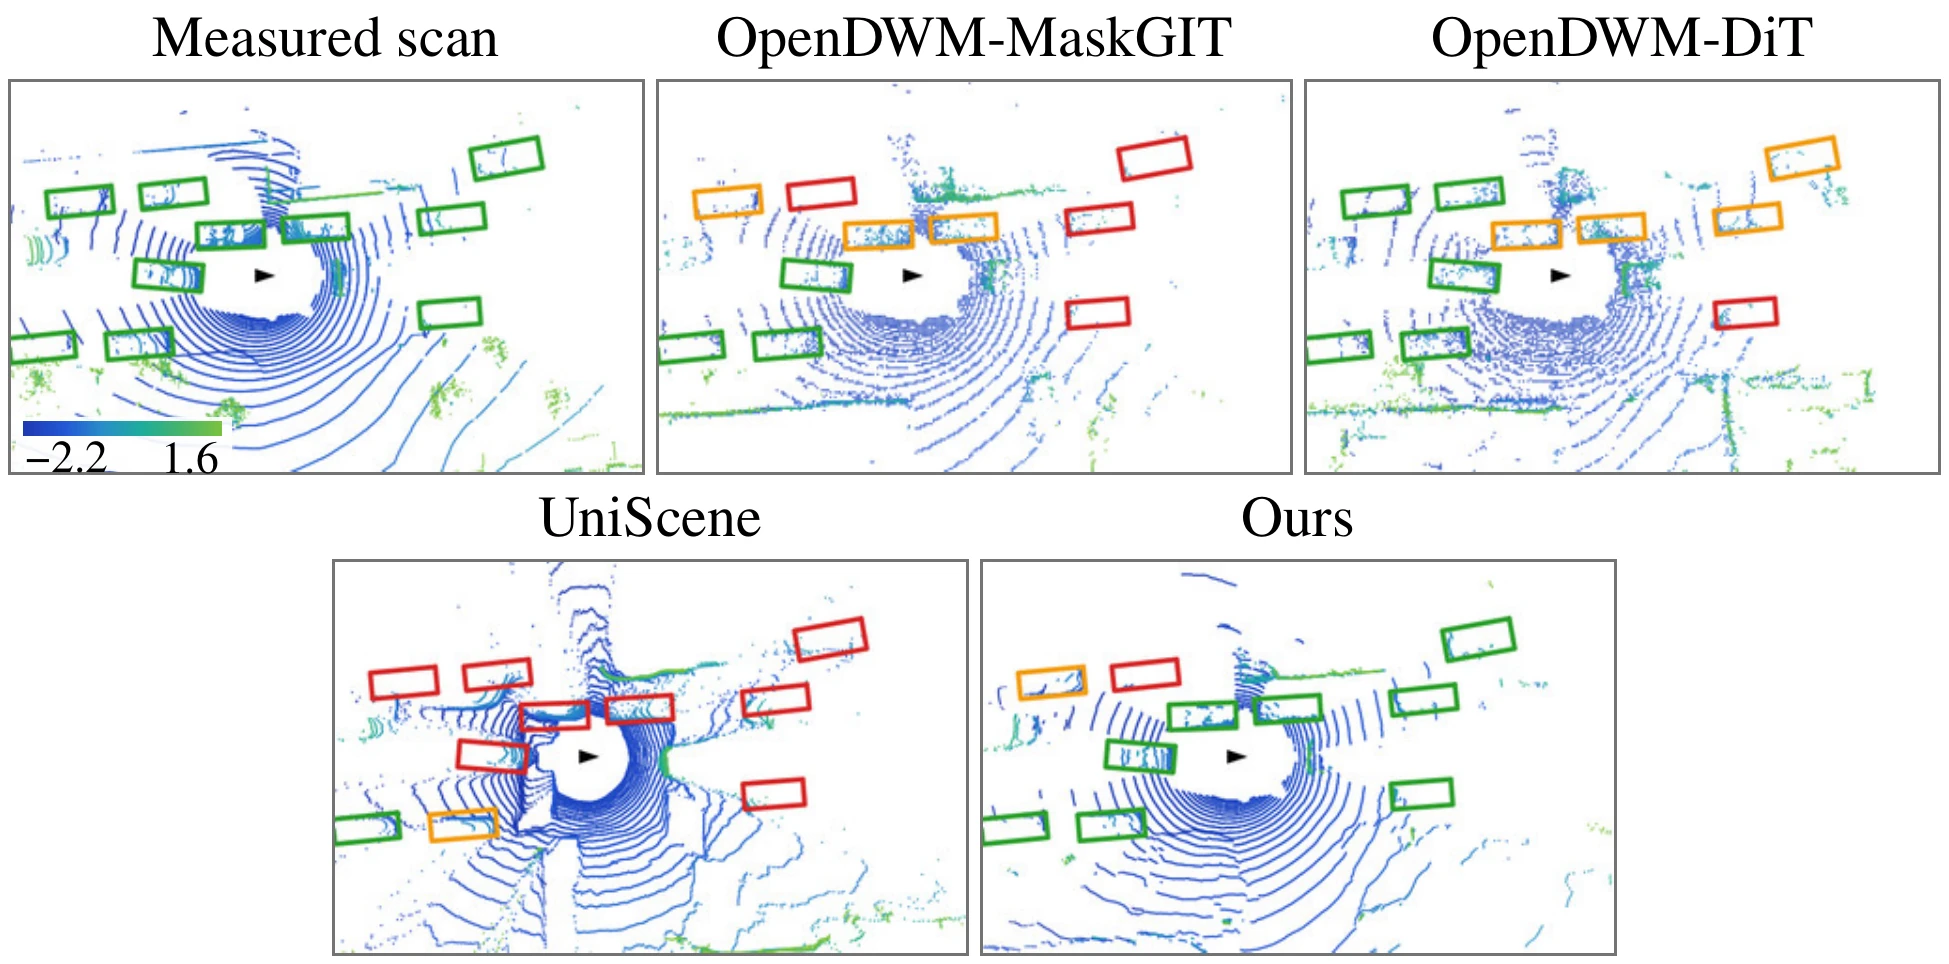 Measured scan
OpenDWM-MaskGIT
OpenDWM-DiT
−2.2 1.6
UniScene
Ours